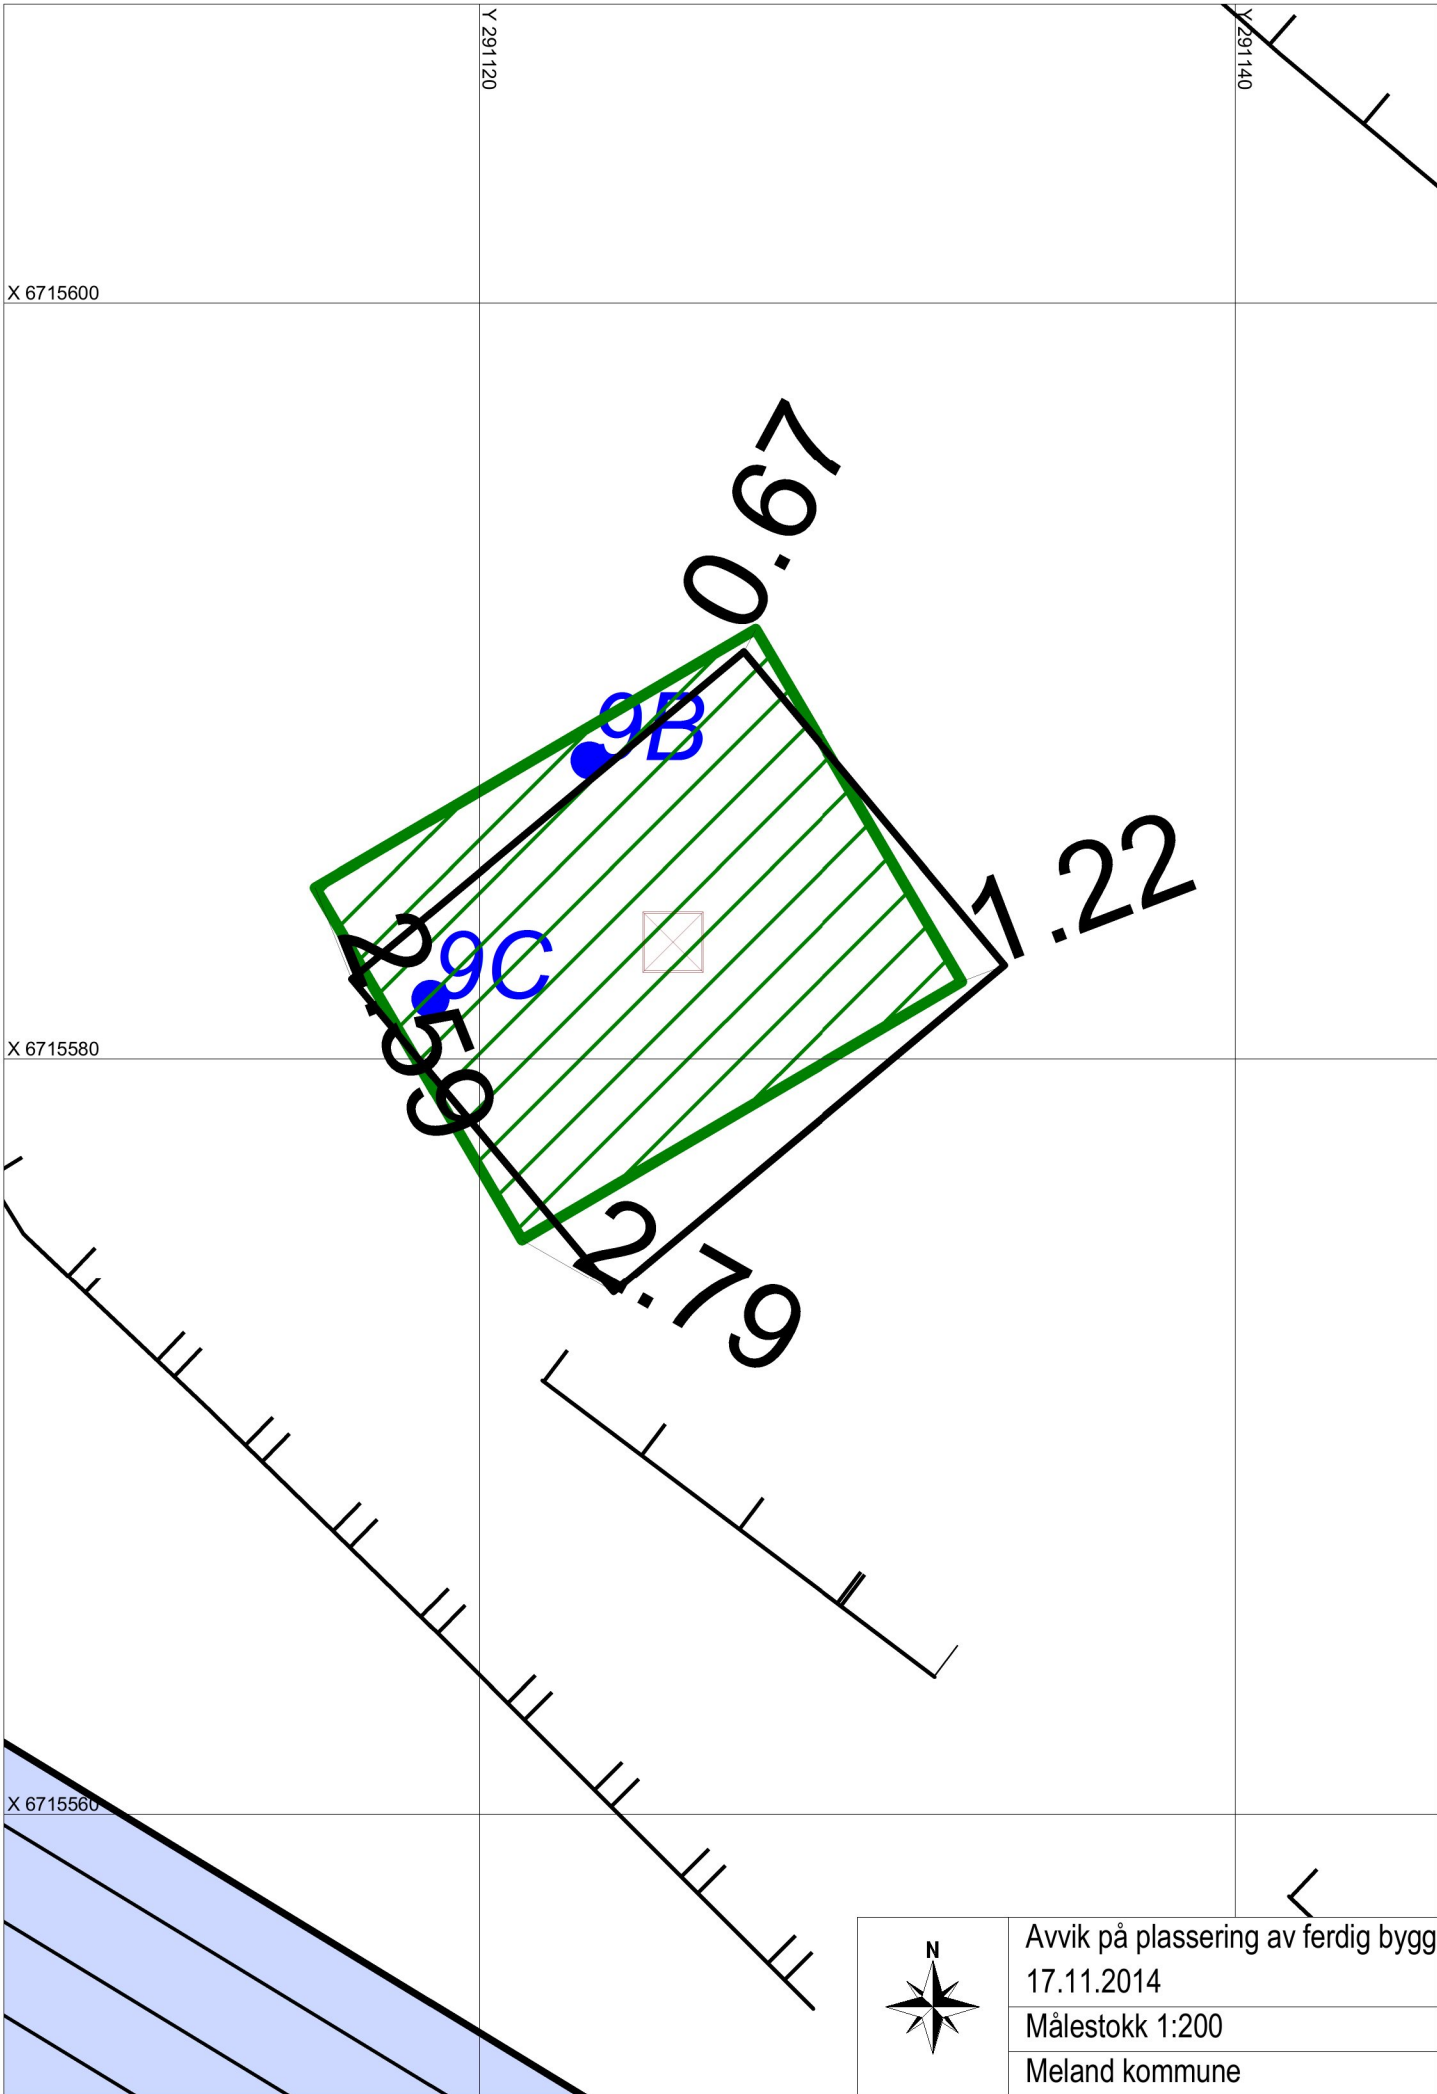 Y 291120
Y 291140
X 6715600
0.67
9B
1.22
2.59
9C
X 6715580
2.79
X 6715560
N
Avvik på plassering av ferdig bygg
17.11.2014
Målestokk 1:200
Meland kommune